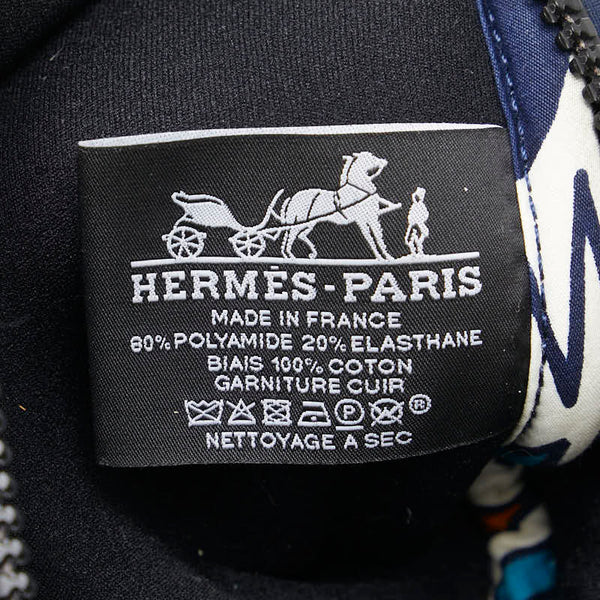 HERMÈS-PARIS
MADE IN FRANCE
80% POLYAMIDE 20% ELASTHANE
BIAIS 100% COTON
GARNITURE CUIR
P ®
NETTOYAGE A SEC